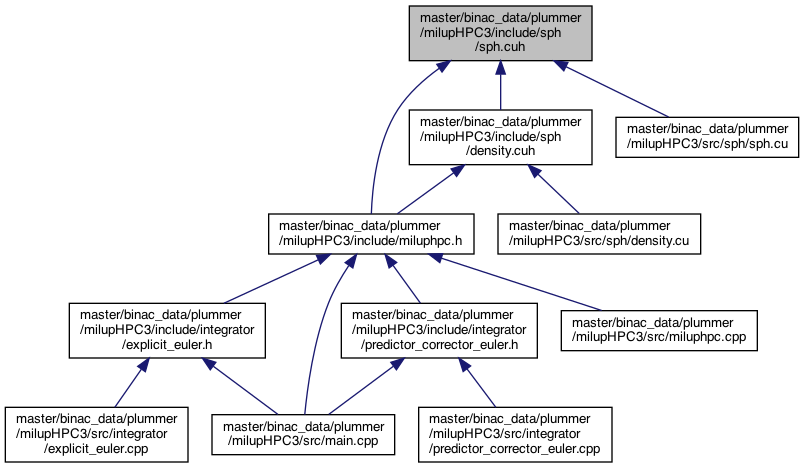 master/binac_data/plummer
/milupHPC3/include/sph
/sph.cuh
master/binac_data/plummer
/milupHPC3/include/sph
/density.cuh
master/binac_data/plummer
/milupHPC3/src/sph/sph.cu
master/binac_data/plummer
/milupHPC3/include/miluphpc.h
master/binac_data/plummer
/milupHPC3/src/sph/density.cu
master/binac_data/plummer
/milupHPC3/include/integrator
/explicit_euler.h
master/binac_data/plummer
/milupHPC3/include/integrator
/predictor_corrector_euler.h
master/binac_data/plummer
/milupHPC3/src/miluphpc.cpp
master/binac_data/plummer
/milupHPC3/src/integrator
/explicit_euler.cpp
master/binac_data/plummer
/milupHPC3/src/main.cpp
master/binac_data/plummer
/milupHPC3/src/integrator
/predictor_corrector_euler.cpp